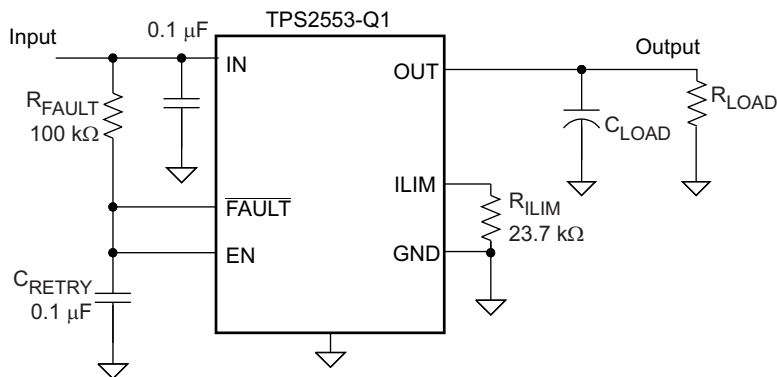 TPS2553-Q1
Input
0.1 μF
IN
OUT
Output
R_FAULT
100 kΩ
R_LOAD
C_LOAD
ILIM
R_ILIM
23.7 kΩ
FAULT
EN
GND
C_RETRY
0.1 μF